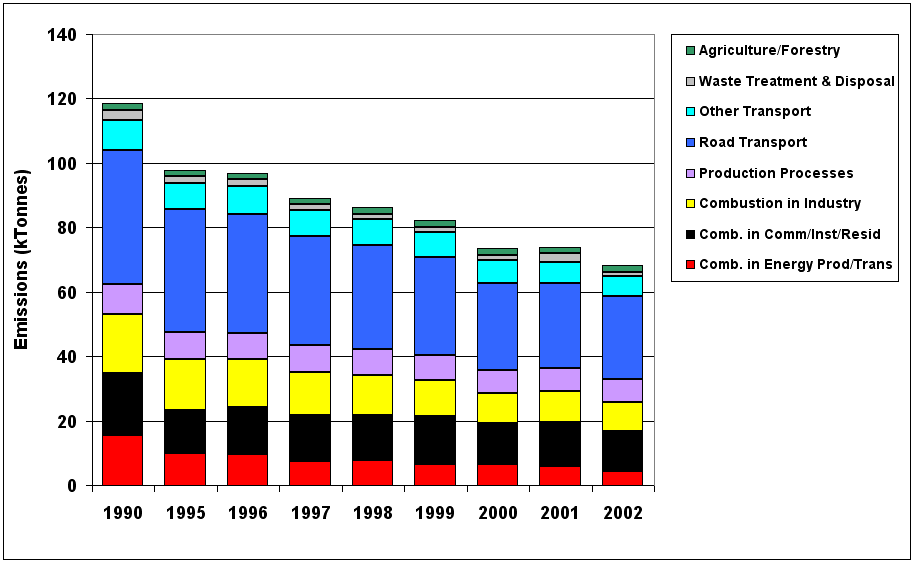 140
120
100
80
60
40
20
0
Emissions (kTonnes)
1990 1995 1996 1997 1998 1999 2000 2001 2002
Agriculture/Forestry
Waste Treatment & Disposal
Other Transport
Road Transport
Production Processes
Combustion in Industry
Comb. in Comm/Inst/Resid
Comb. in Energy Prod/Trans